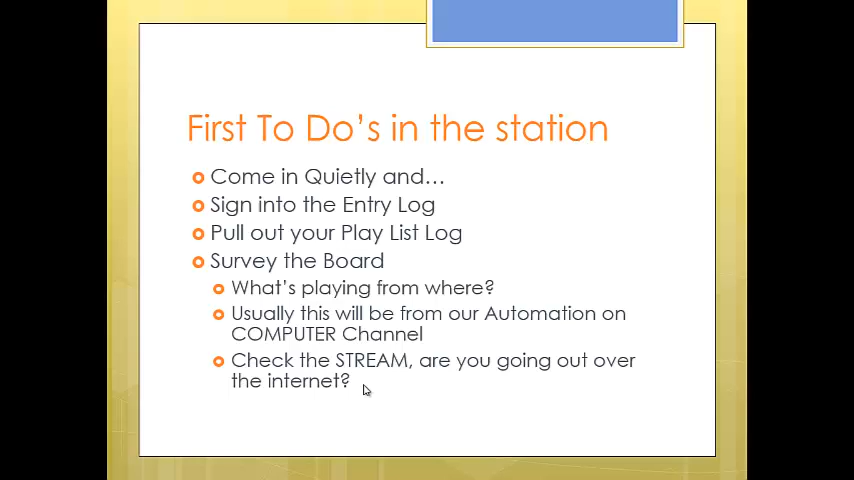 First To Do's in the station
Come in Quietly and…
Sign into the Entry Log
Pull out your Play List Log
Survey the Board
What's playing from where?
Usually this will be from our Automation on
COMPUTER Channel
Check the STREAM, are you going out over
the internet?